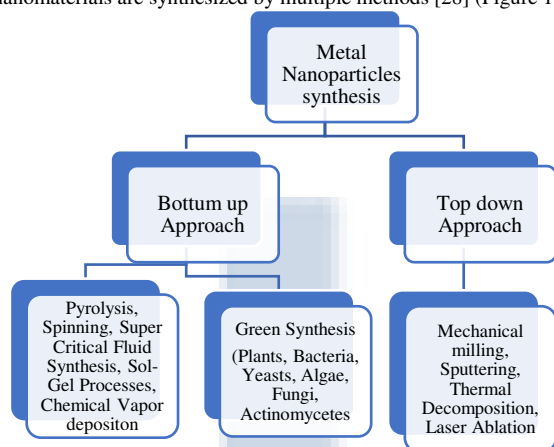 nanomaterials are synthesized by multiple methods [28] (Figure 1
Metal
Nanoparticles
synthesis
Bottum up
Approach
Top down
Approach
Pyrolysis,
Spinning, Super
Critical Fluid
Synthesis, Sol-
Gel Processes,
Chemical Vapor
depositon
Green Synthesis
(Plants, Bacteria,
Yeasts, Algae,
Fungi,
Actinomycetes
Mechanical
milling,
Sputtering,
Thermal
Decomposition,
Laser Ablation